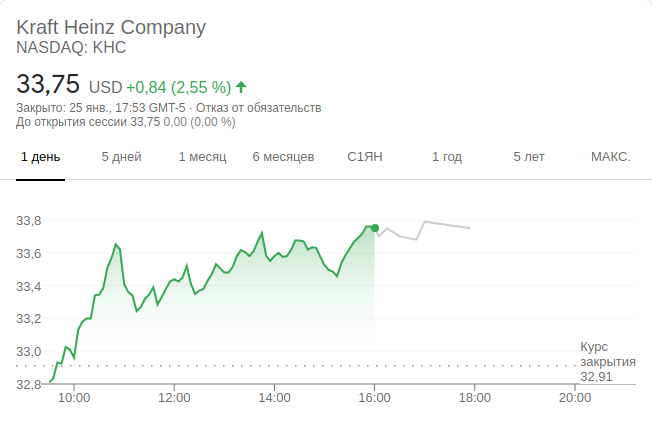 Kraft Heinz Company
NASDAQ: KHC
33,75 USD +0,84 (2,55 %)
Закрыто: 25 янв., 17:53 GMT-5 · Отказ от обязательств
До открытия сессии 33,75 0,00 (0,00 %)
1 день 5 дней 1 месяц 6 месяцев С1ЯН 1 год 5 лет МАКС.
33,8
33,6
33,4
33,2
33,0
Курс
закрытия
32,91
32,8
10:00 12:00 14:00 16:00 18:00 20:00